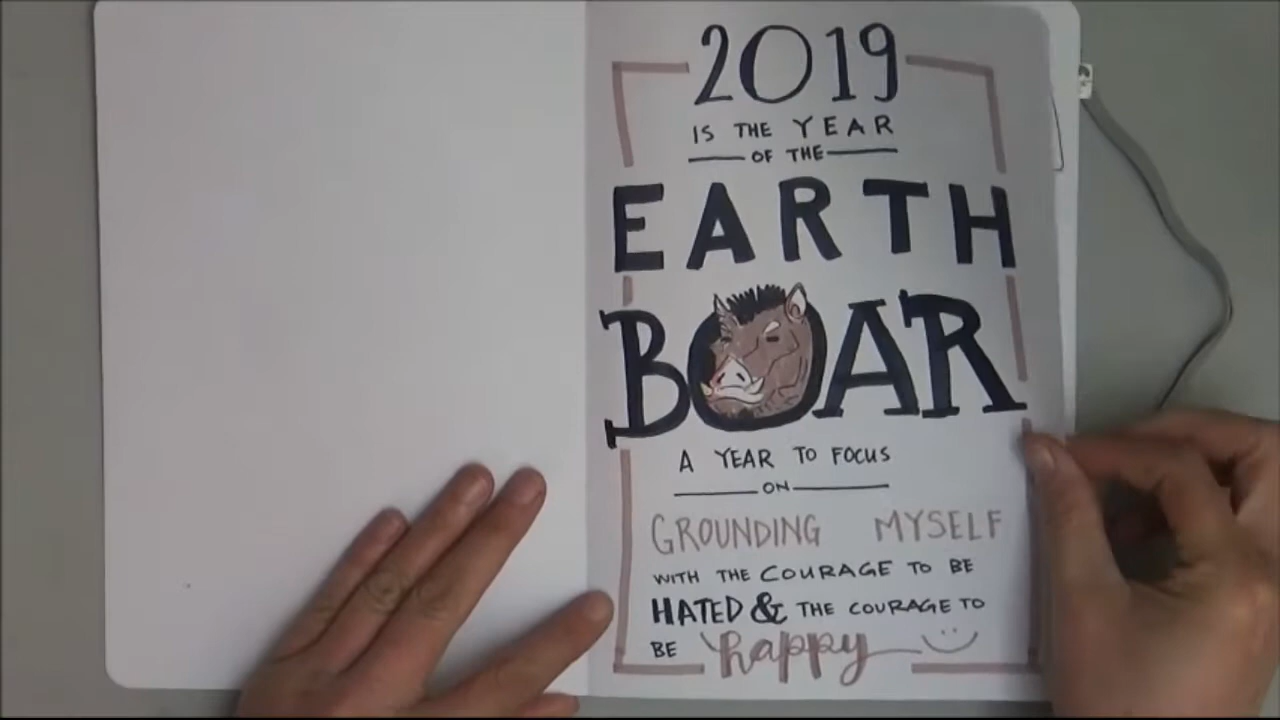 2019
IS THE YEAR
OF THE
EARTH
BOAR
A YEAR TO FOCUS
ON
GROUNDING MYSELF
WITH THE COURAGE TO BE
HATED & THE COURAGE TO
BE happy